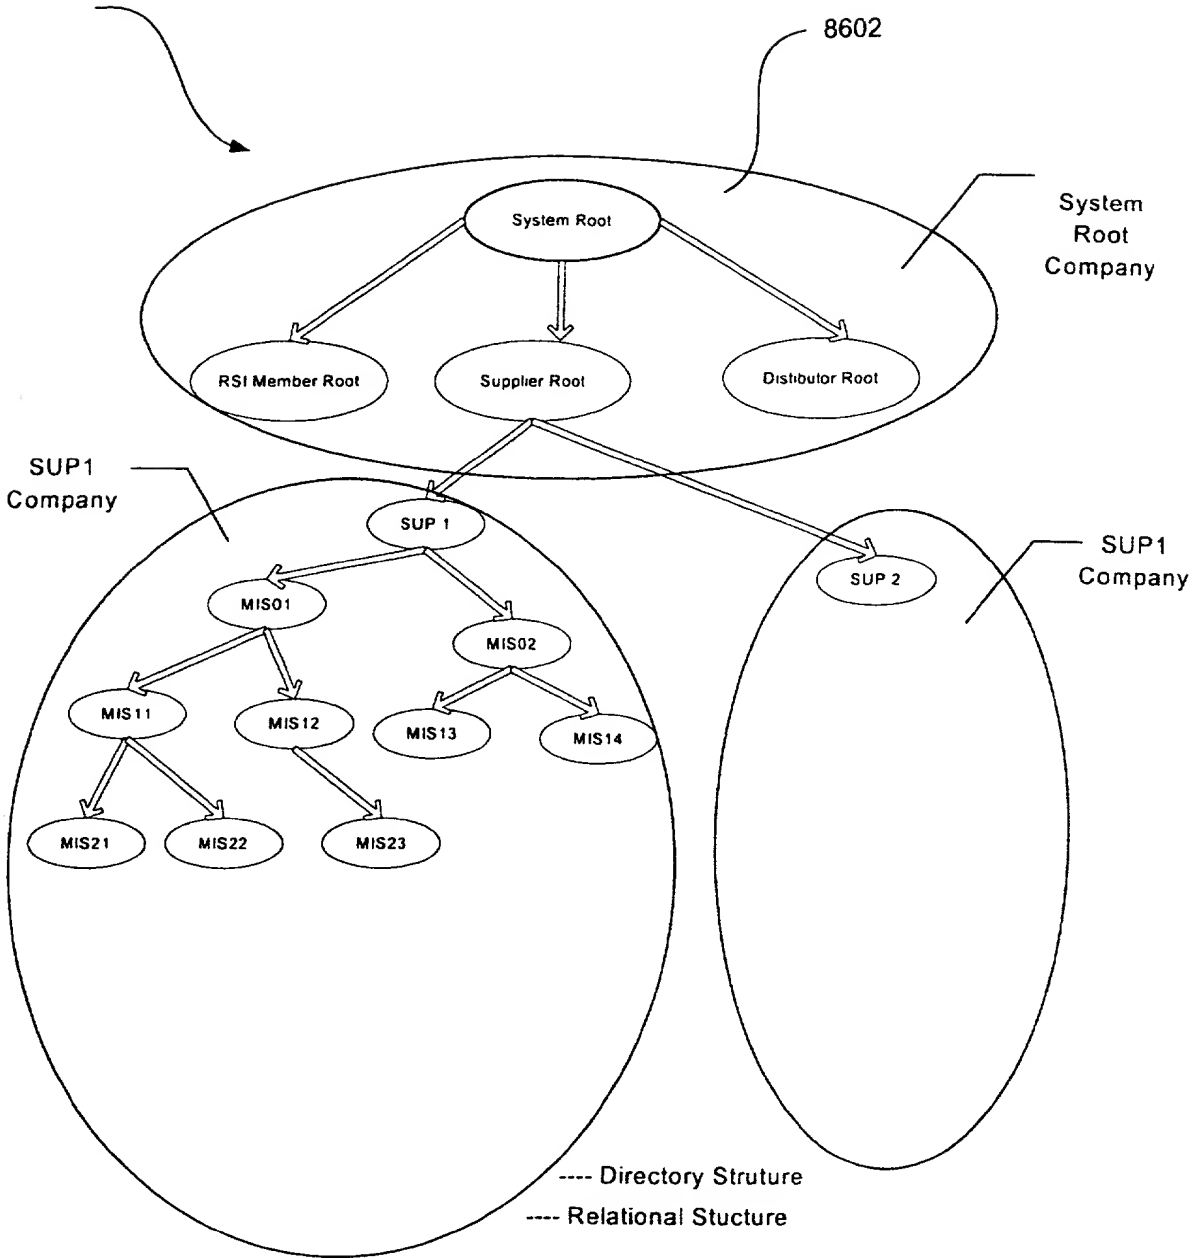 8602
System Root
System
Root
Company
RSI Member Root
Supplier Root
Distibutor Root
SUP1
Company
SUP 1
SUP 2
SUP1
Company
MIS01
MIS02
MIS11
MIS12
MIS13
MIS14
MIS21
MIS22
MIS23
---- Directory Struture
---- Relational Stucture